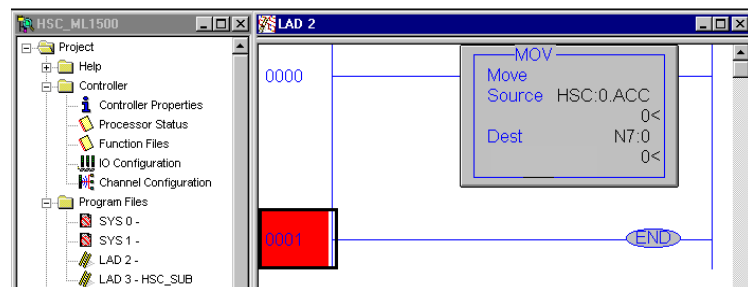 HSC_ML1500
Project
Help
Controller
Controller Properties
Processor Status
Function Files
IO Configuration
Channel Configuration
Program Files
SYS 0 -
SYS 1 -
LAD 2 -
LAD 3 - HSC_SUB
LAD 2
0000
MOV
Move
Source HSC:0.ACC
0<
Dest N7:0
0<
0001
END